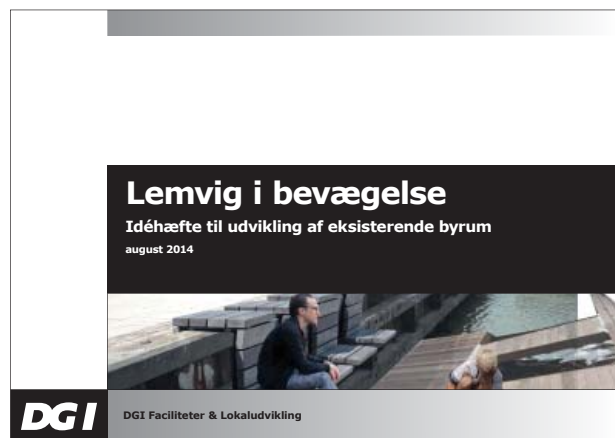 Lemvig i bevægelse
Idéhæfte til udvikling af eksisterende byrum
august 2014
DGI
DGI Faciliteter & Lokaludvikling